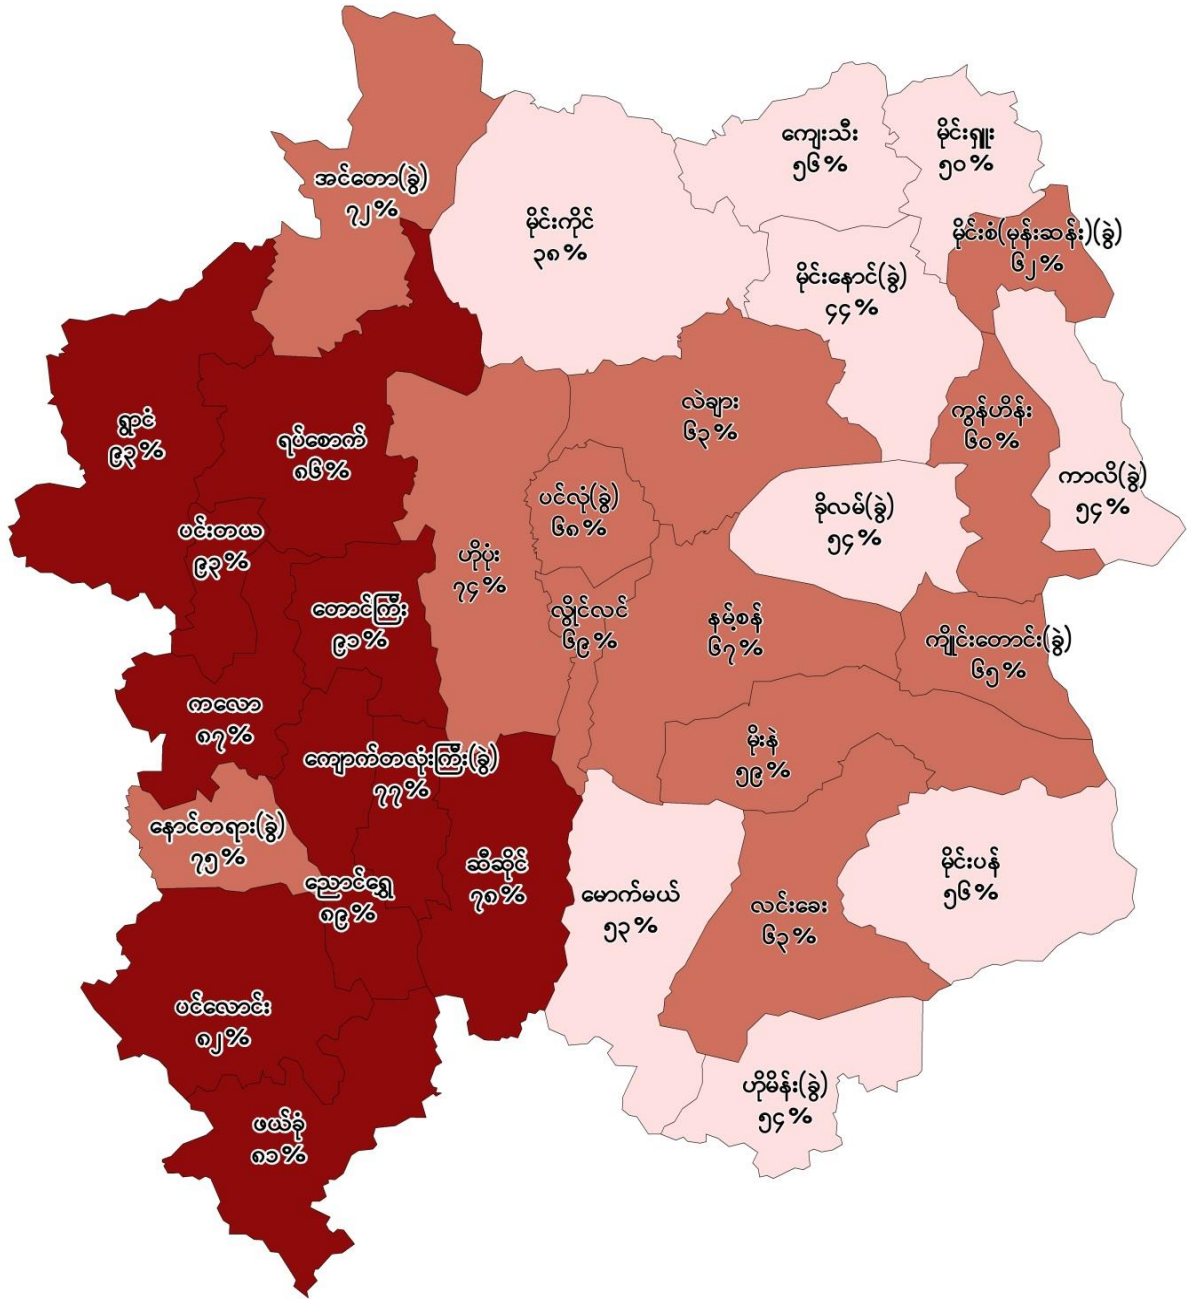 ကျေးသီး
၅၆%
မိုင်းရှူး
၅၀%
အင်တော(ခွဲ)
၇၂%
မိုင်းကိုင်
၃၈%
မိုင်းစံ(မုန်းဆန်း)(ခွဲ)
၆၂%
မိုင်းနောင်(ခွဲ)
၄၄%
ရွာငံ
၉၃%
ရပ်စောက်
၈၆%
လဲချား
၆၃%
ကွန်ဟိန်း
၆၀%
ကာလိ(ခွဲ)
၅၄%
ပင်လုံ(ခွဲ)
၆၈%
ခိုလမ်(ခွဲ)
၅၄%
ပင်းတယ
၉၃%
ဟိုပုံး
၇၄%
တောင်ကြီး
၉၁%
လွိုင်လင်
၆၉%
နမ့်စန်
၆၇%
ကျိုင်းတောင်း(ခွဲ)
၆၅%
ကလော
၈၇%
ကျောက်တလုံးကြီး(ခွဲ)
၇၇%
မိုးနဲ
၅၉%
နောင်တရား(ခွဲ)
၇၅%
ညောင်ရွှေ
၈၉%
ဆီဆိုင်
၇၈%
မောက်မယ်
၅၃%
လင်းခေး
၆၃%
မိုင်းပန်
၅၆%
ပင်လောင်း
၈၂%
ဟိုမိန်း(ခွဲ)
၅၄%
ဖယ်ခုံ
၈၁%